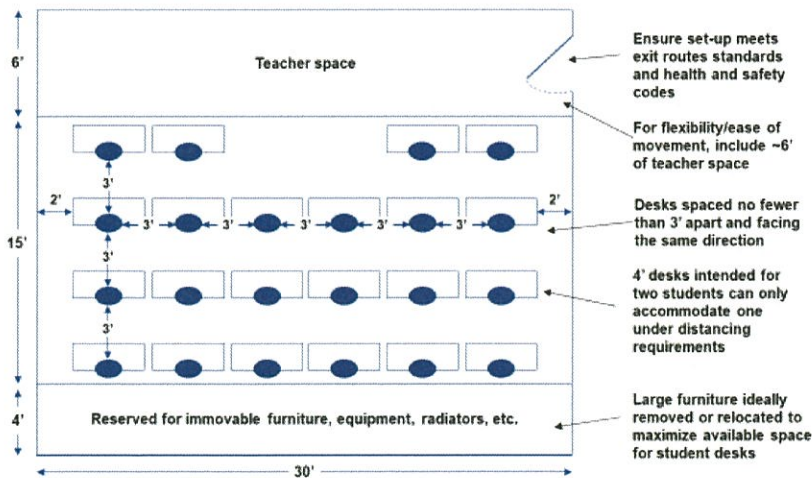 6'
Teacher space
Ensure set-up meets
exit routes standards
and health and safety
codes
For flexibility/ease of
movement, include ~6'
of teacher space
3'
2'
3'
3'
3'
3'
3'
2'
Desks spaced no fewer
than 3' apart and facing
the same direction
15'
3'
4' desks intended for
two students can only
accommodate one
under distancing
requirements
3'
4'
Reserved for immovable furniture, equipment, radiators, etc.
Large furniture ideally
removed or relocated to
maximize available space
for student desks
30'